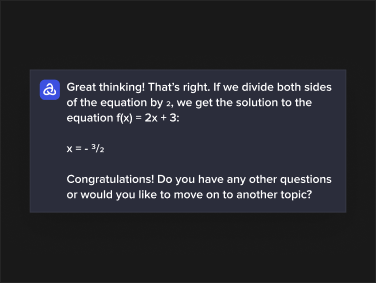 Great thinking! That's right. If we divide both sides
of the equation by ₂, we get the solution to the
equation f(x) = 2x + 3:
x = - ³/₂
Congratulations! Do you have any other questions
or would you like to move on to another topic?